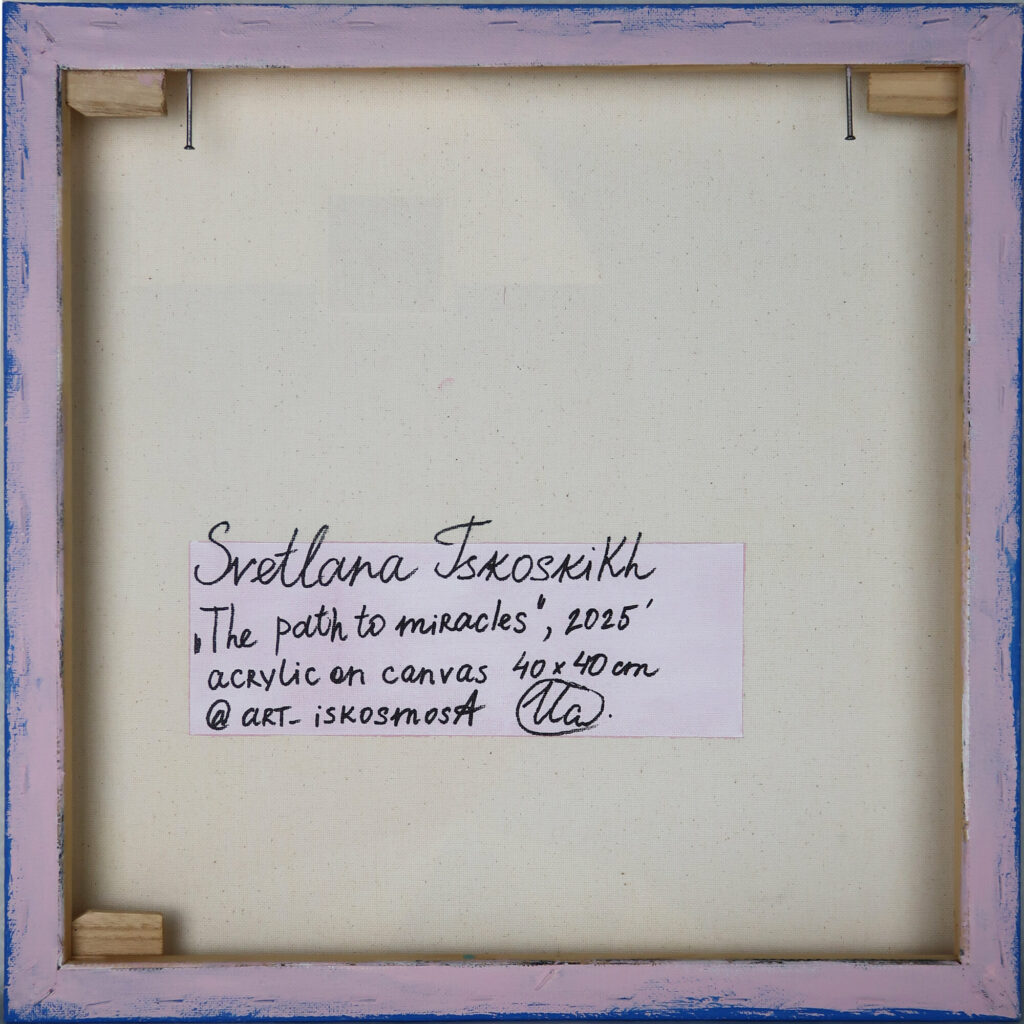 Svetlana Iskoskikh
„The path to miracles", 2025'
acrylic on canvas 40×40 cm
@ art_iskosmosA